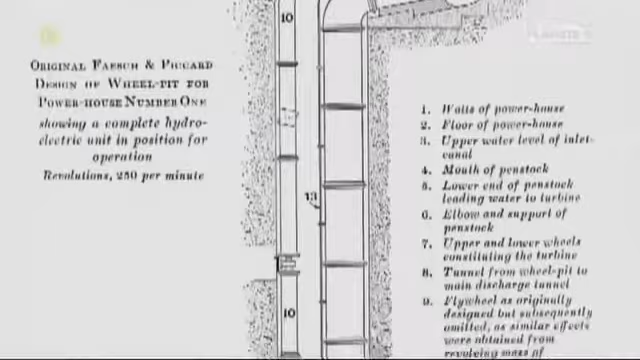 ORIGINAL FAESCH & PICCARD
DESIGN OF WHEEL-PIT FOR
POWER-HOUSE NUMBER ONE
showing a complete hydro-
electric unit in position for
operation
Revolutions, 250 per minute
10
13
10
1. Walls of power-house
2. Floor of power-house
3. Upper water level of inlet-
canal
4. Mouth of penstock
5. Lower end of penstock
leading water to turbine
6. Elbow and support of
penstock
7. Upper and lower wheels
constituting the turbine
8. Tunnel from wheel-pit to
main discharge tunnel
9. Flywheel as originally
designed but subsequently
omitted, as similar effects
were obtained from
revolving mass of